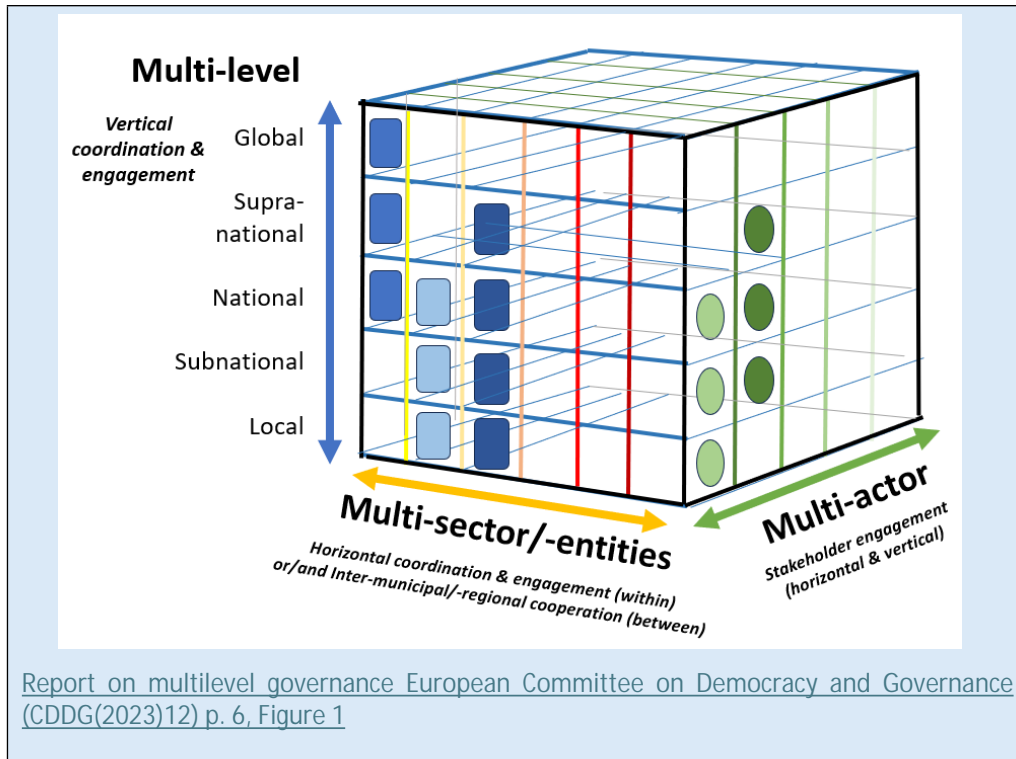 Multi-level
Vertical
coordination &
engagement
Global
Supra-
national
National
Subnational
Local
Multi-sector/-entities
Horizontal coordination & engagement (within)
or/and Inter-municipal/-regional cooperation (between)
Multi-actor
Stakeholder engagement
(horizontal & vertical)
Report on multilevel governance European Committee on Democracy and Governance
(CDDG(2023)12) p. 6, Figure 1